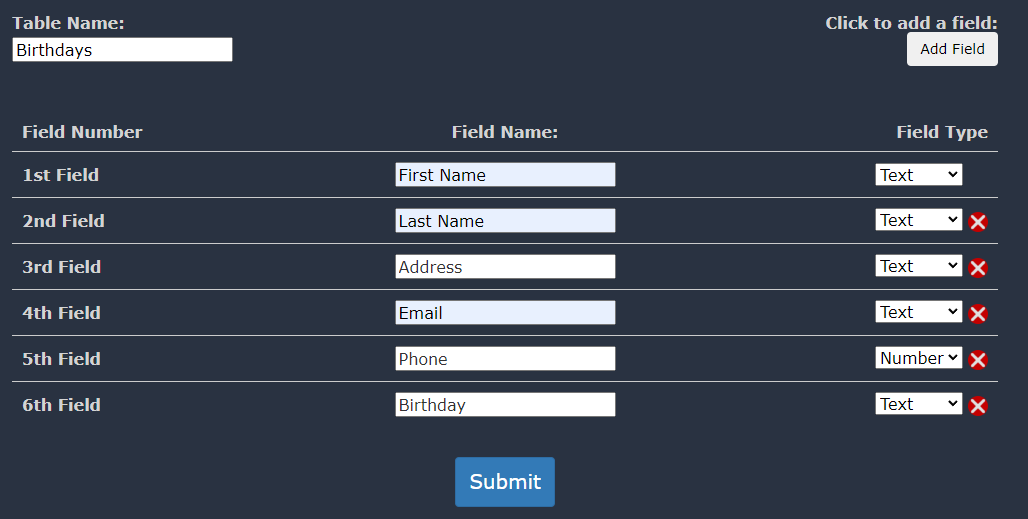 Table Name: Click to add a field:
Birthdays Add Field
Field Number Field Name: Field Type
1st Field First Name Text
2nd Field Last Name Text
3rd Field Address Text
4th Field Email Text
5th Field Phone Number
6th Field Birthday Text
Submit